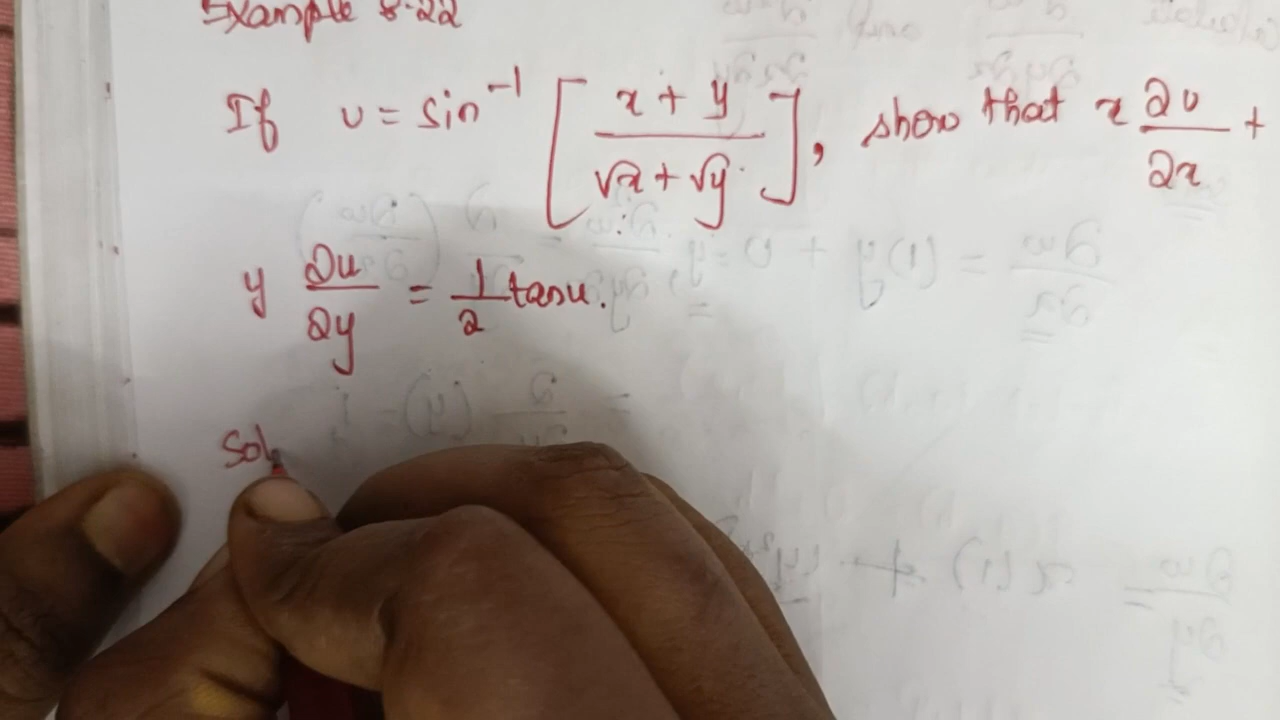 Example 8.22
If u = sin⁻¹ [ x + y / √x + √y ], show that x ∂u/∂x +
y ∂u/∂y = 1/2 tan u.
Sol